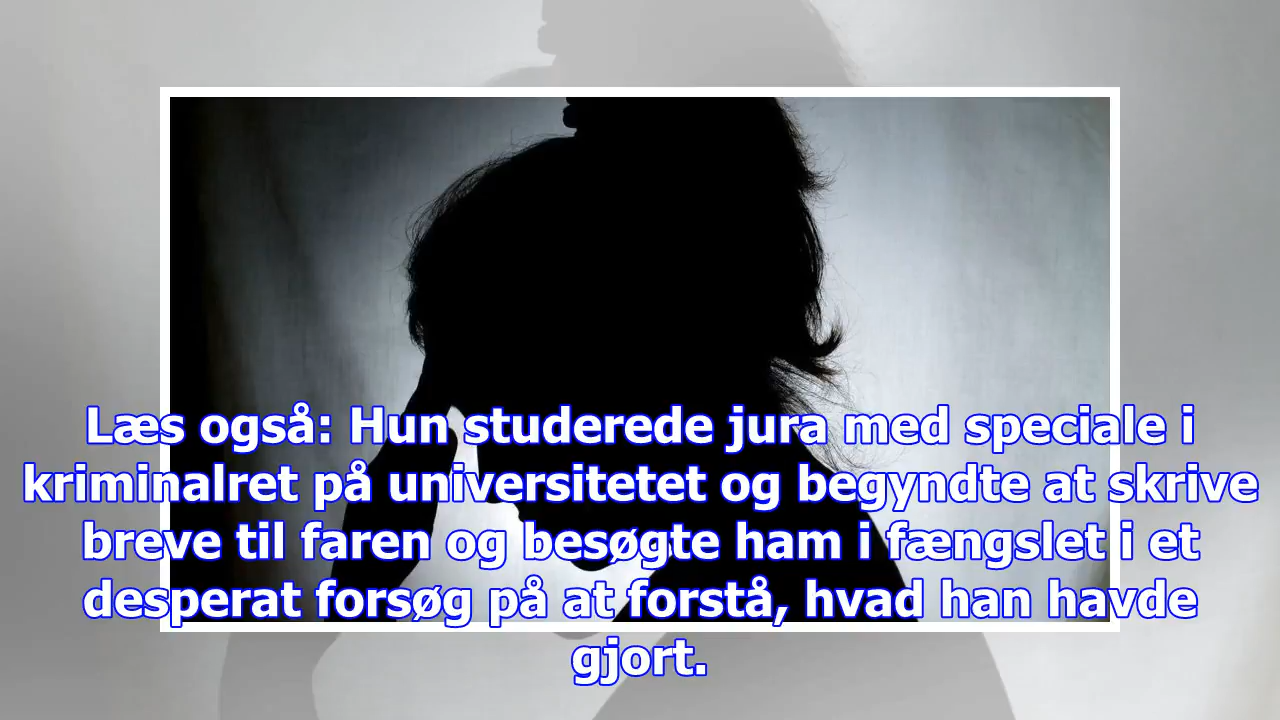 Læs også: Hun studerede jura med speciale i
kriminalret på universitetet og begyndte at skrive
breve til faren og besøgte ham i fængslet i et
desperat forsøg på at forstå, hvad han havde
gjort.